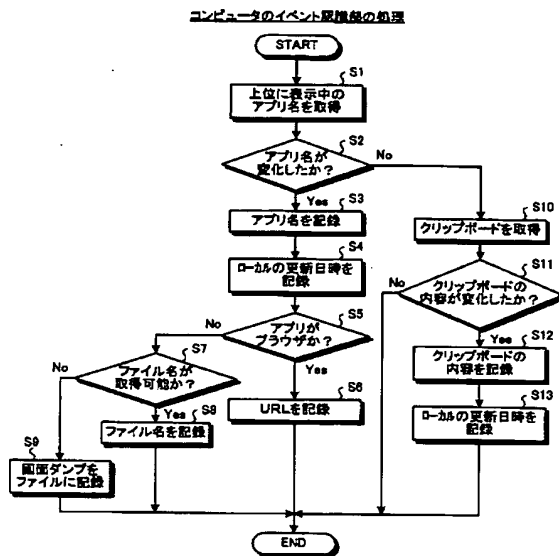 コンピュータのイベント認識部の処理
START
S1
上位に表示中の
アプリ名を取得
S2
アプリ名が
変化したか？
No
Yes
S3
アプリ名を記録
S4
ローカルの更新日時を
記録
S5
アプリが
ブラウザか？
No
Yes
S6
URLを記録
S7
ファイル名が
取得可能か？
No
Yes
S8
ファイル名を記録
S9
画面ダンプを
ファイルに記録
S10
クリップボードを取得
S11
クリップボードの
内容が変化したか？
No
Yes
S12
クリップボードの
内容を記録
S13
ローカルの更新日時を
記録
END